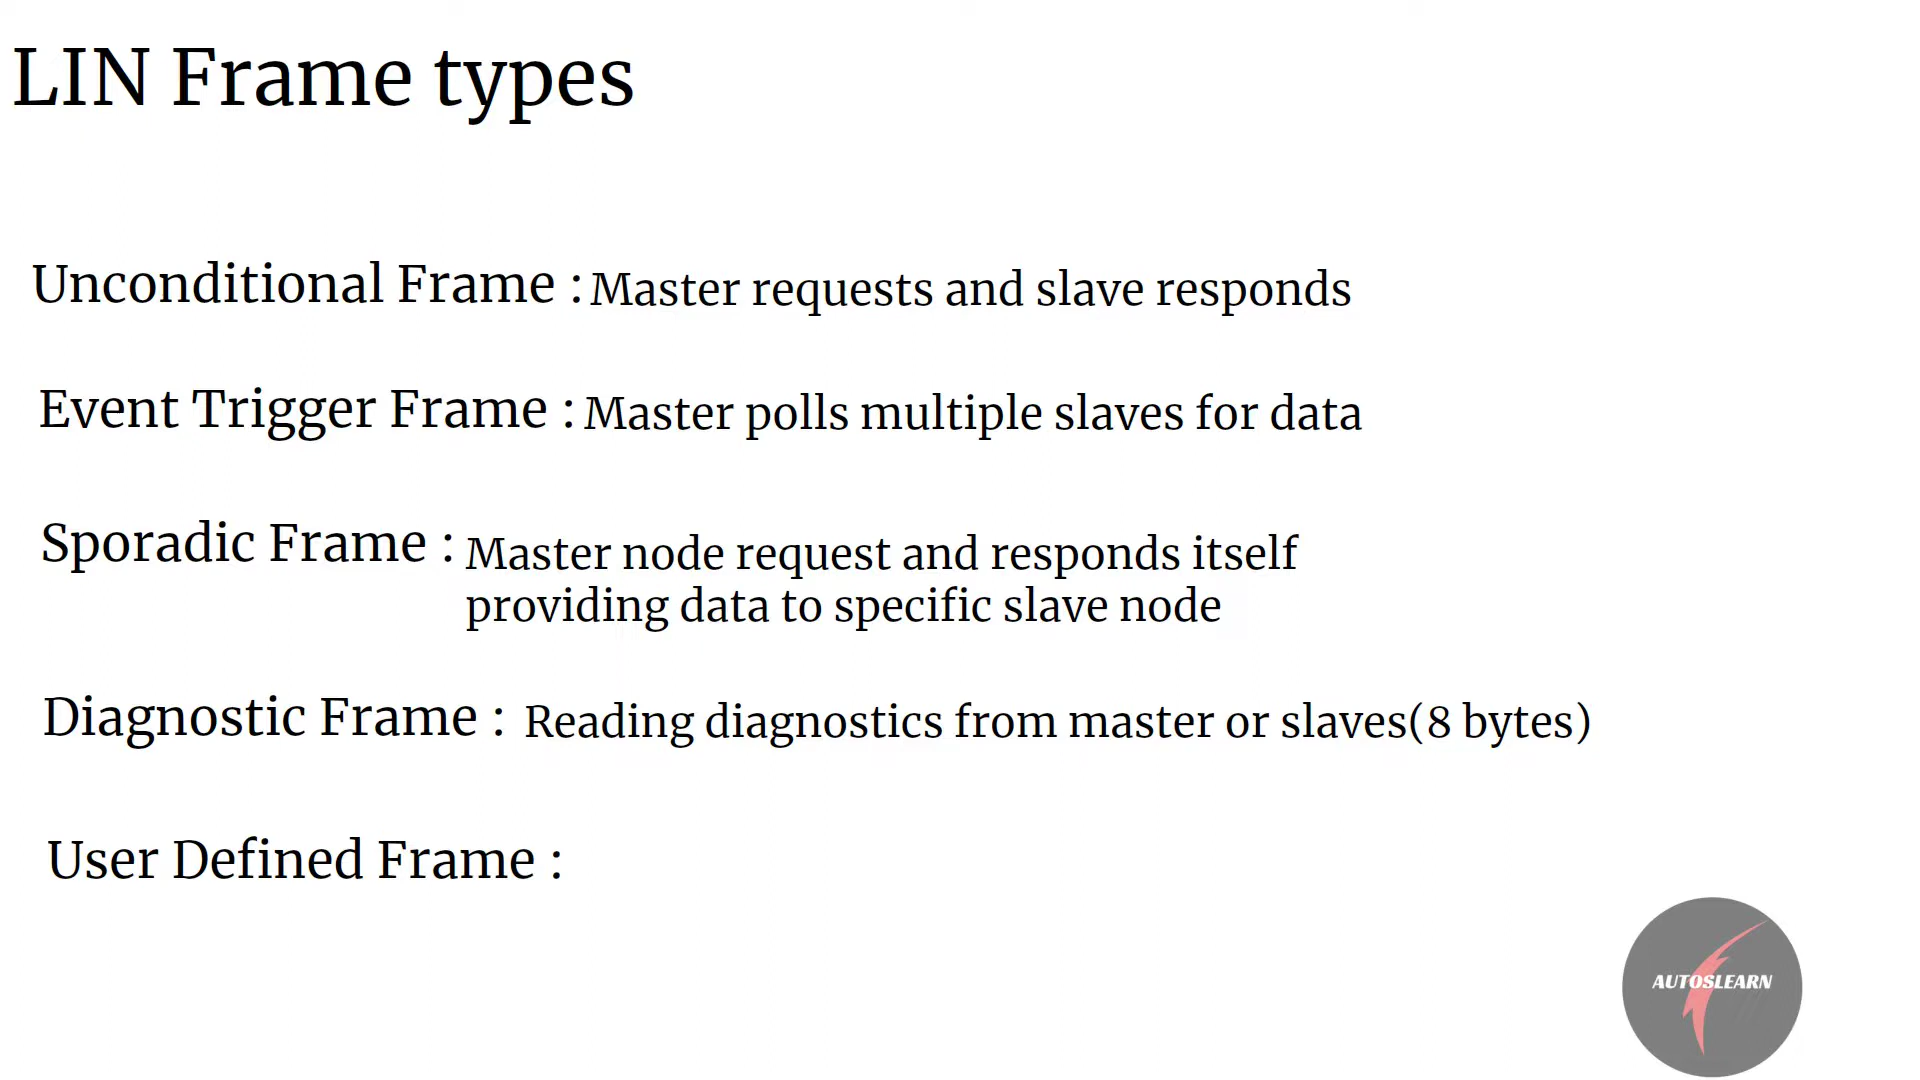 LIN Frame types
Unconditional Frame : Master requests and slave responds
Event Trigger Frame : Master polls multiple slaves for data
Sporadic Frame : Master node request and responds itself
providing data to specific slave node
Diagnostic Frame : Reading diagnostics from master or slaves(8 bytes)
User Defined Frame :
AUTOSLEARN